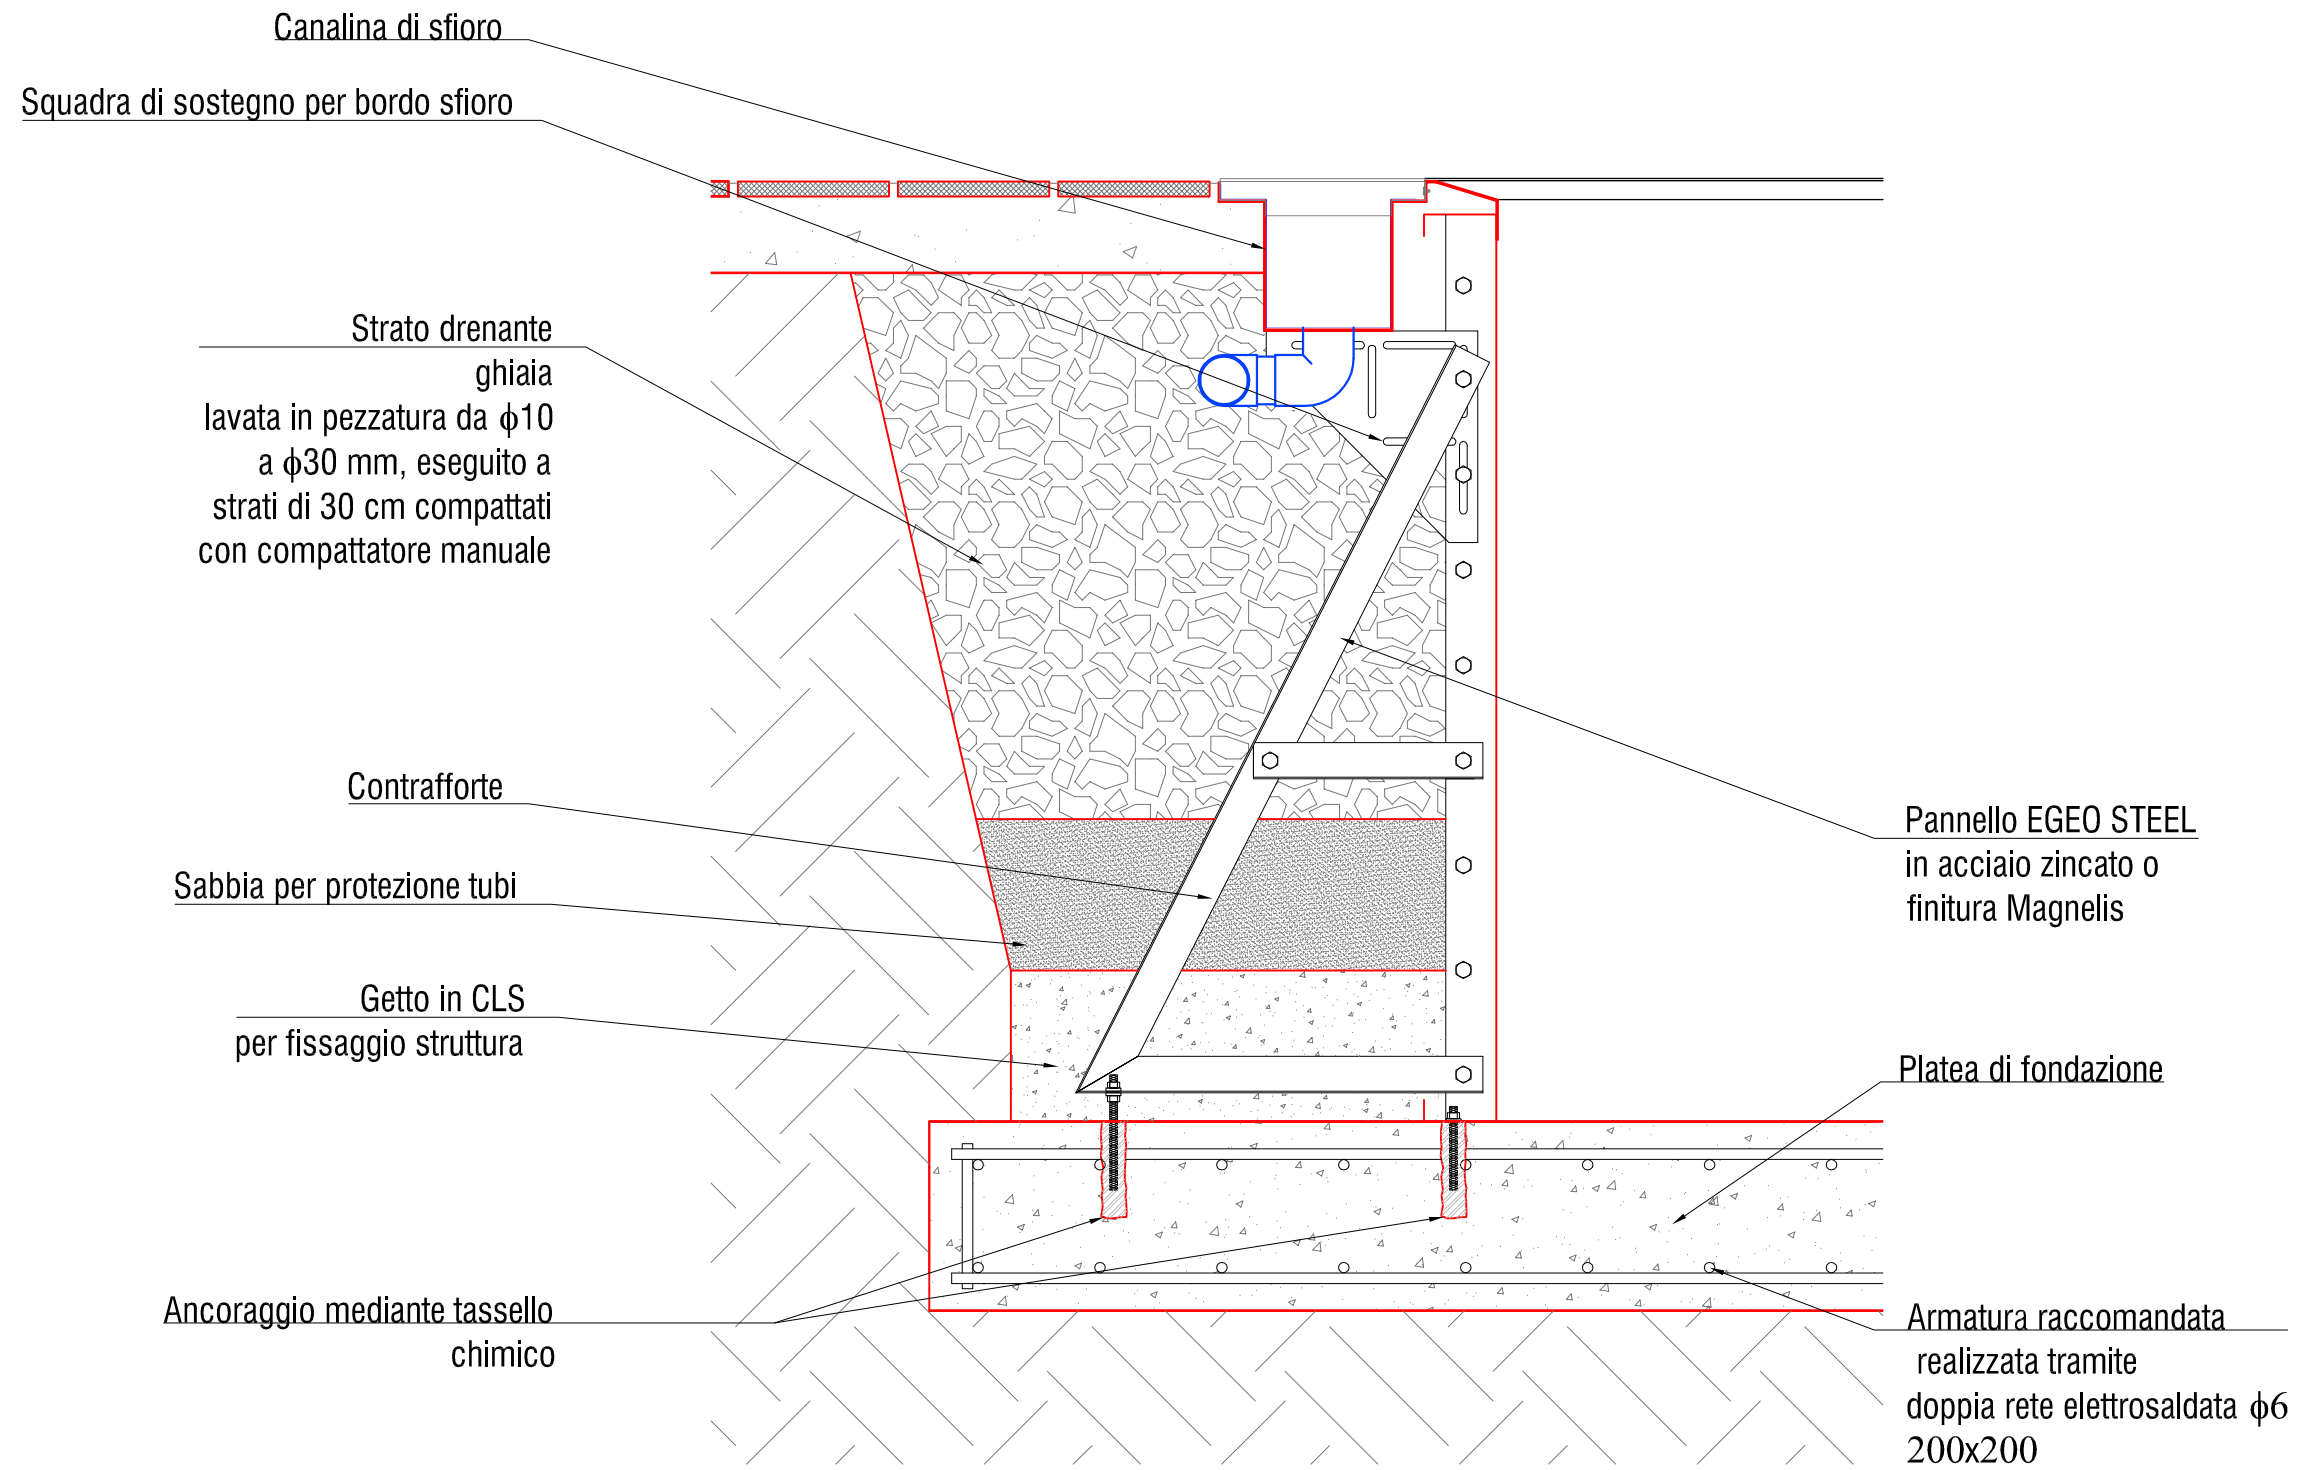 Canalina di sfioro
Squadra di sostegno per bordo sfioro
Strato drenante
ghiaia
lavata in pezzatura da ϕ10
a ϕ30 mm, eseguito a
strati di 30 cm compattati
con compattatore manuale
Contrafforte
Sabbia per protezione tubi
Getto in CLS
per fissaggio struttura
Ancoraggio mediante tassello
chimico
Pannello EGEO STEEL
in acciaio zincato o
finitura Magnelis
Platea di fondazione
Armatura raccomandata
realizzata tramite
doppia rete elettrosaldata ϕ6
200x200